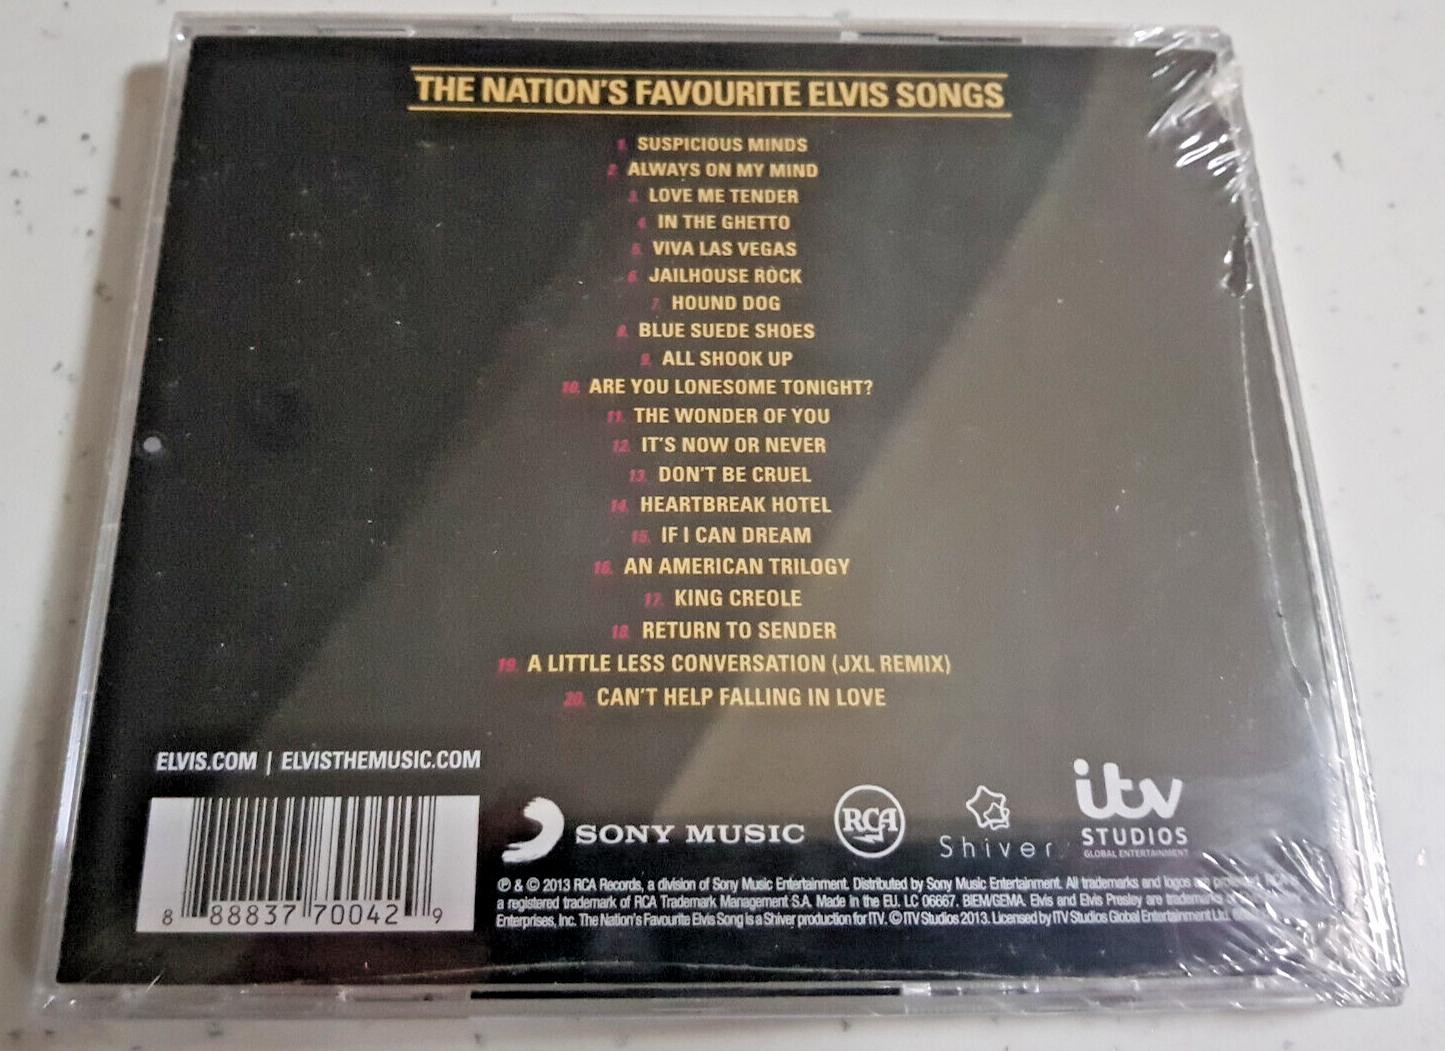 THE NATION'S FAVOURITE ELVIS SONGS
1. SUSPICIOUS MINDS
2. ALWAYS ON MY MIND
3. LOVE ME TENDER
4. IN THE GHETTO
5. VIVA LAS VEGAS
6. JAILHOUSE ROCK
7. HOUND DOG
8. BLUE SUEDE SHOES
9. ALL SHOOK UP
10. ARE YOU LONESOME TONIGHT?
11. THE WONDER OF YOU
12. IT'S NOW OR NEVER
13. DON'T BE CRUEL
14. HEARTBREAK HOTEL
15. IF I CAN DREAM
16. AN AMERICAN TRILOGY
17. KING CREOLE
18. RETURN TO SENDER
19. A LITTLE LESS CONVERSATION (JXL REMIX)
20. CAN'T HELP FALLING IN LOVE
ELVIS.COM | ELVISTHEMUSIC.COM
8 88837 70042 9
SONY MUSIC
RCA
Shiver
itv
STUDIOS
GLOBAL ENTERTAINMENT
℗ & © 2013 RCA Records, a division of Sony Music Entertainment. Distributed by Sony Music Entertainment. All trademarks and logos are protected.
a registered trademark of RCA Trademark Management S.A. Made in the EU. LC 06667. BIEM/GEMA. Elvis and Elvis Presley are trademarks
Enterprises, Inc. The Nation's Favourite Elvis Song is a Shiver production for ITV. © ITV Studios 2013. Licensed by ITV Studios Global Entertainment Ltd.